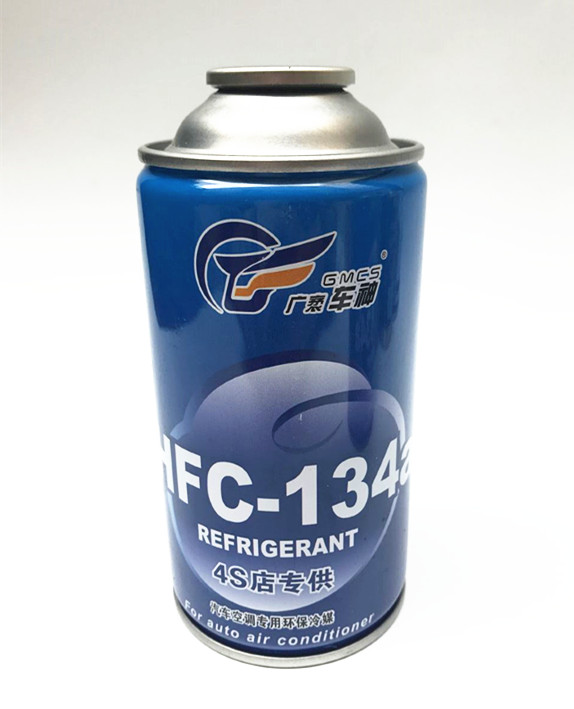 GMCS®
广寨车神
HFC-134a
REFRIGERANT
4S店专供
汽车空调专用环保冷媒
For auto air conditioner